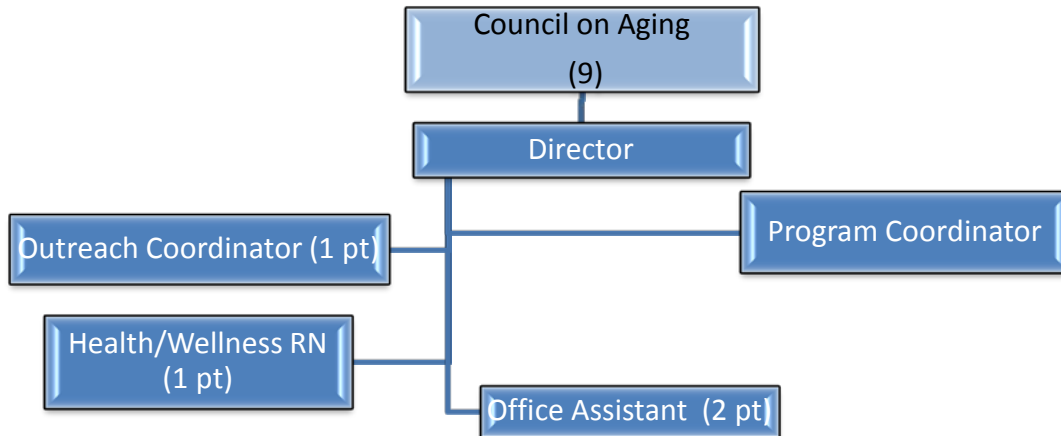 Council on Aging
(9)
Director
Outreach Coordinator (1 pt)
Program Coordinator
Health/Wellness RN
(1 pt)
Office Assistant  (2 pt)